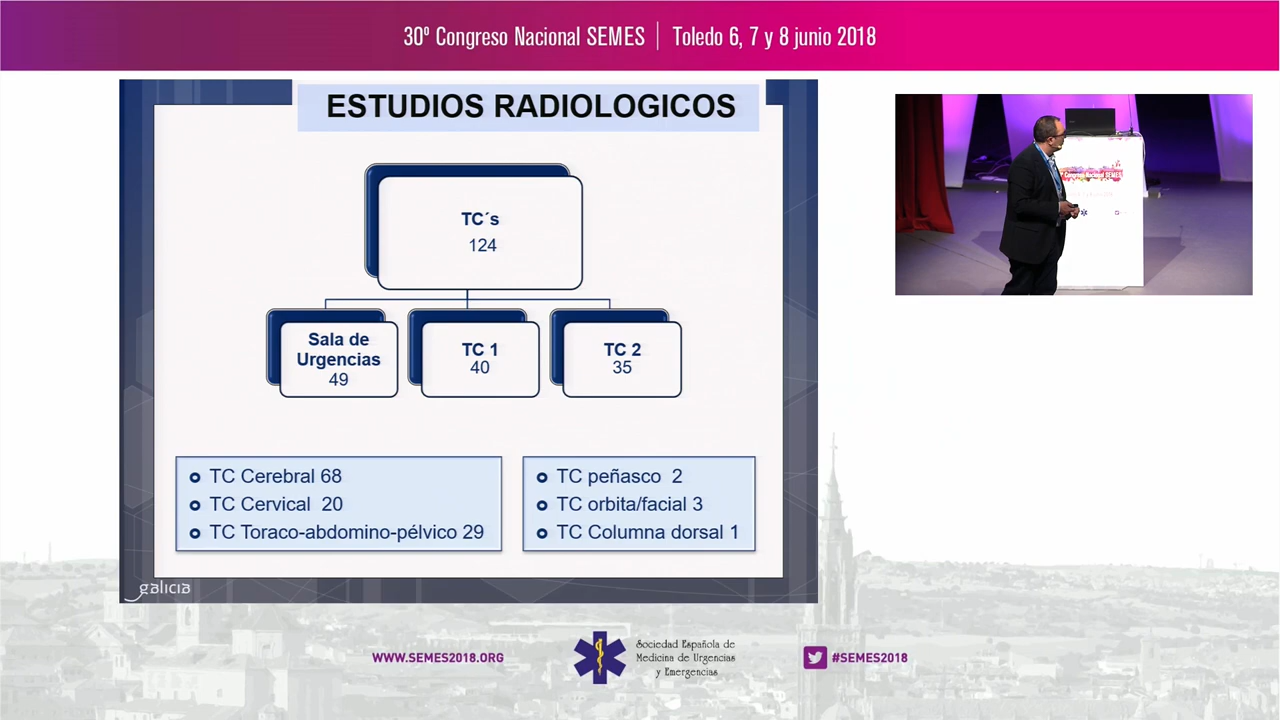 30º Congreso Nacional SEMES | Toledo 6, 7 y 8 junio 2018
ESTUDIOS RADIOLOGICOS
TC´s
124
Sala de
Urgencias
49
TC 1
40
TC 2
35
TC Cerebral 68
TC Cervical 20
TC Toraco-abdomino-pélvico 29
TC peñasco 2
TC orbita/facial 3
TC Columna dorsal 1
galicia
Congreso Nacional SEMES
WWW.SEMES2018.ORG
Sociedad Española de
Medicina de Urgencias
y Emergencias
#SEMES2018